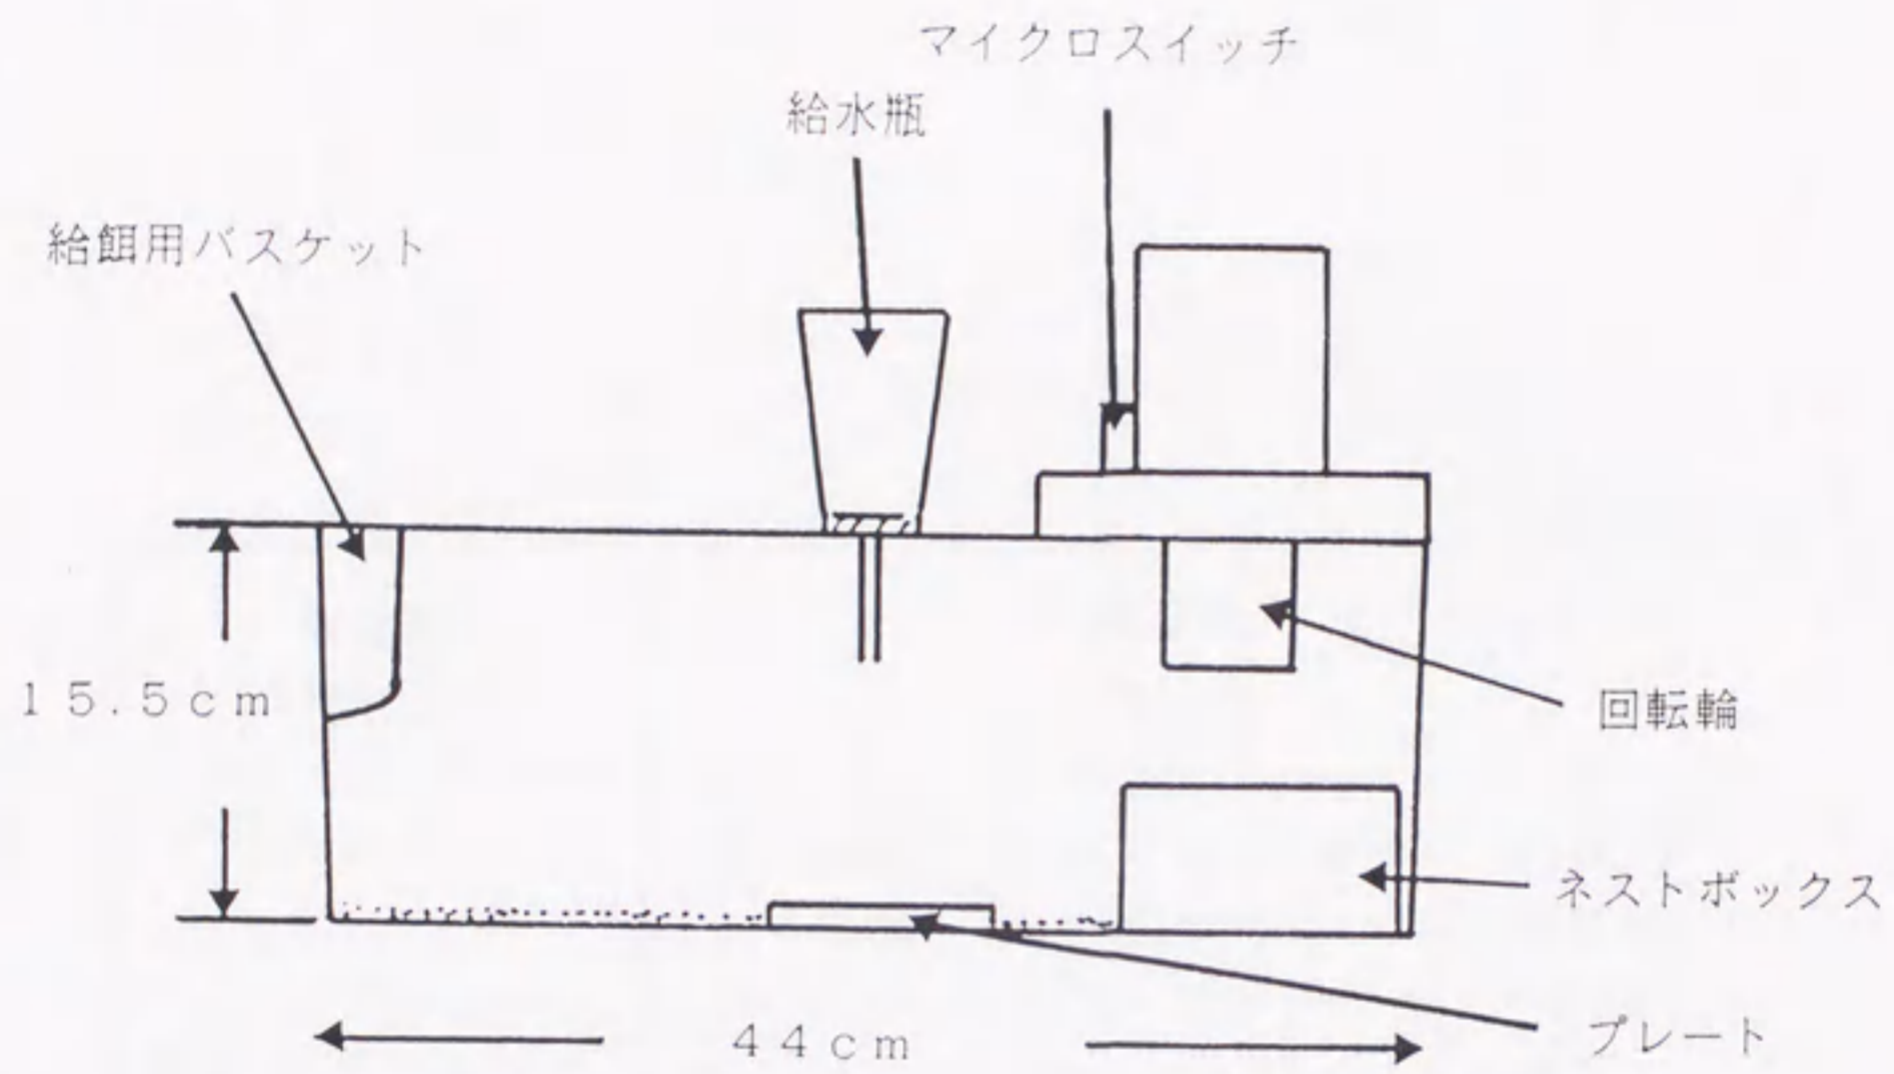 マイクロスイッチ
給水瓶
給餌用バスケット
15.5cm
回転輪
ネストボックス
プレート
44cm